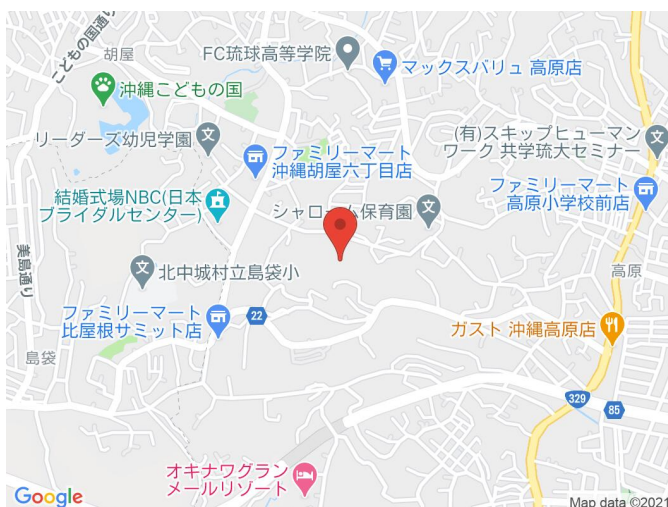 こどもの国通り
胡屋
FC琉球高等学院
マックスバリュ 高原店
沖縄こどもの国
リーダーズ幼児学園
ファミリーマート
沖縄胡屋六丁目店
(有)スキップヒューマン
ワーク 共学琉大セミナー
結婚式場NBC(日本
ブライダルセンター)
シャローム保育園
ファミリーマート
高原小学校前店
美島通り
北中城村立島袋小
高原
ファミリーマート
比屋根サミット店
22
ガスト 沖縄高原店
島袋
329
85
オキナワグラン
メールリゾート
Google
Map data ©2021